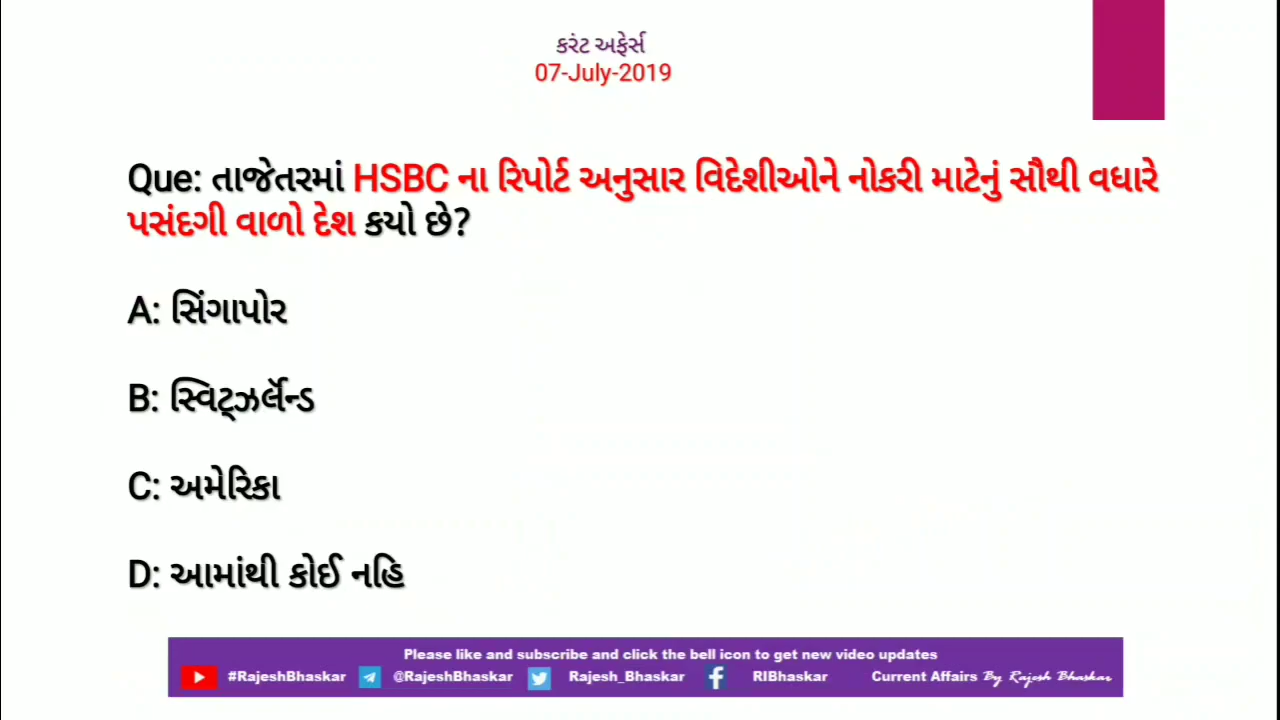 કરંટ અફેર્સ
07-July-2019
Que: તાજેતરમાં HSBC ના રિપોર્ટ અનુસાર વિદેશીઓને નોકરી માટેનું સૌથી વધારે
પસંદગી વાળો દેશ કયો છે?
A: સિંગાપોર
B: સ્વિટ્ઝર્લૅન્ડ
C: અમેરિકા
D: આમાંથી કોઈ નહિ
Please like and subscribe and click the bell icon to get new video updates
#RajeshBhaskar @RajeshBhaskar Rajesh_Bhaskar RIBhaskar Current Affairs By Rajesh Bhaskar